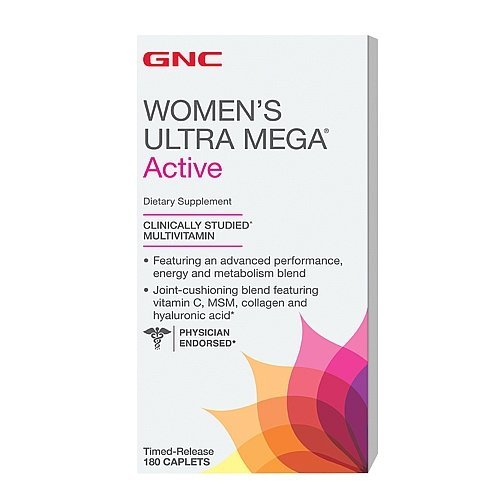 GNC
WOMEN'S
ULTRA MEGA®
Active
Dietary Supplement
CLINICALLY STUDIED*
MULTIVITAMIN
• Featuring an advanced performance,
energy and metabolism blend
• Joint-cushioning blend featuring
vitamin C, MSM, collagen and
hyaluronic acid*
PHYSICIAN
ENDORSED*
Timed-Release
180 CAPLETS